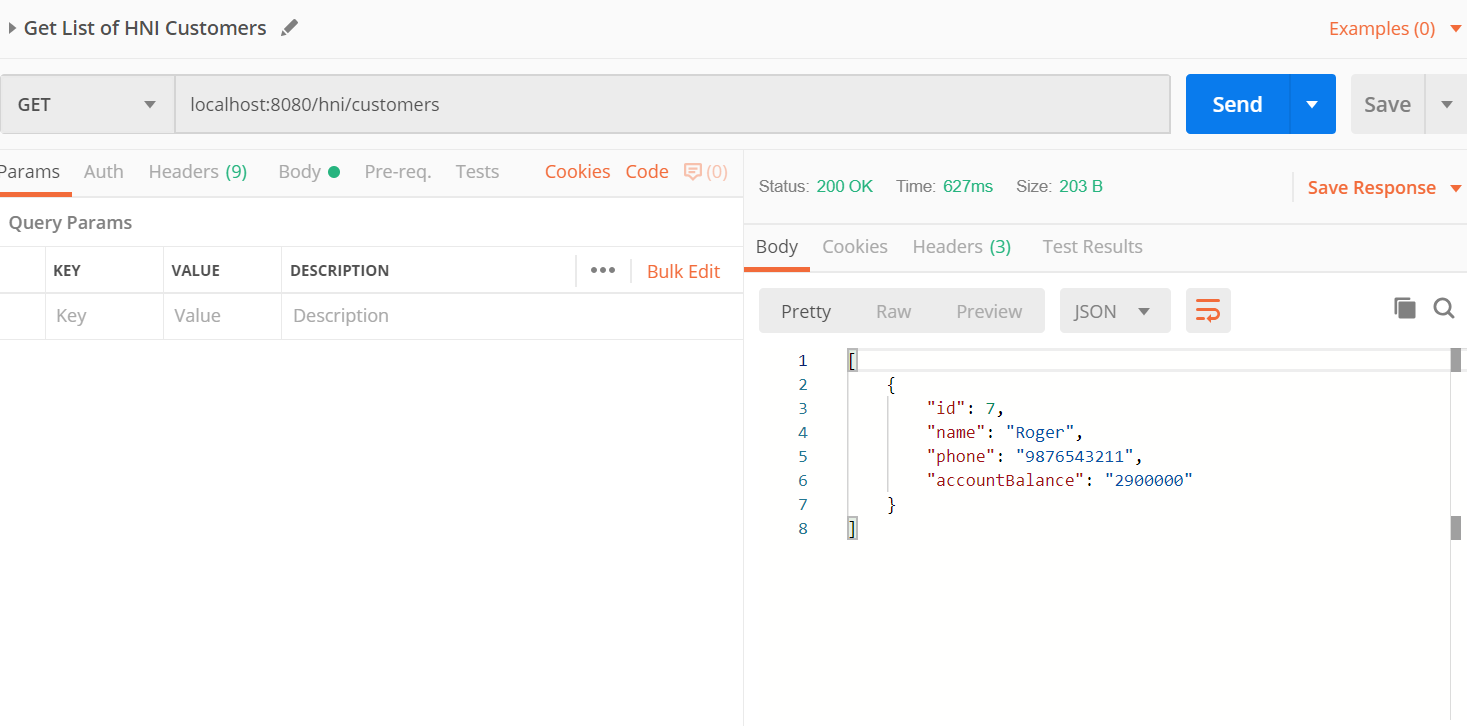 Get List of HNI Customers
Examples (0)
GET
localhost:8080/hni/customers
Send
Save
Params Auth Headers (9) Body Pre-req. Tests Cookies Code (0)
Query Params
KEY VALUE DESCRIPTION ••• Bulk Edit
Key Value Description
Status: 200 OK Time: 627ms Size: 203 B Save Response
Body Cookies Headers (3) Test Results
Pretty Raw Preview JSON
1 [
2 {
3 "id": 7,
4 "name": "Roger",
5 "phone": "9876543211",
6 "accountBalance": "2900000"
7 }
8 ]